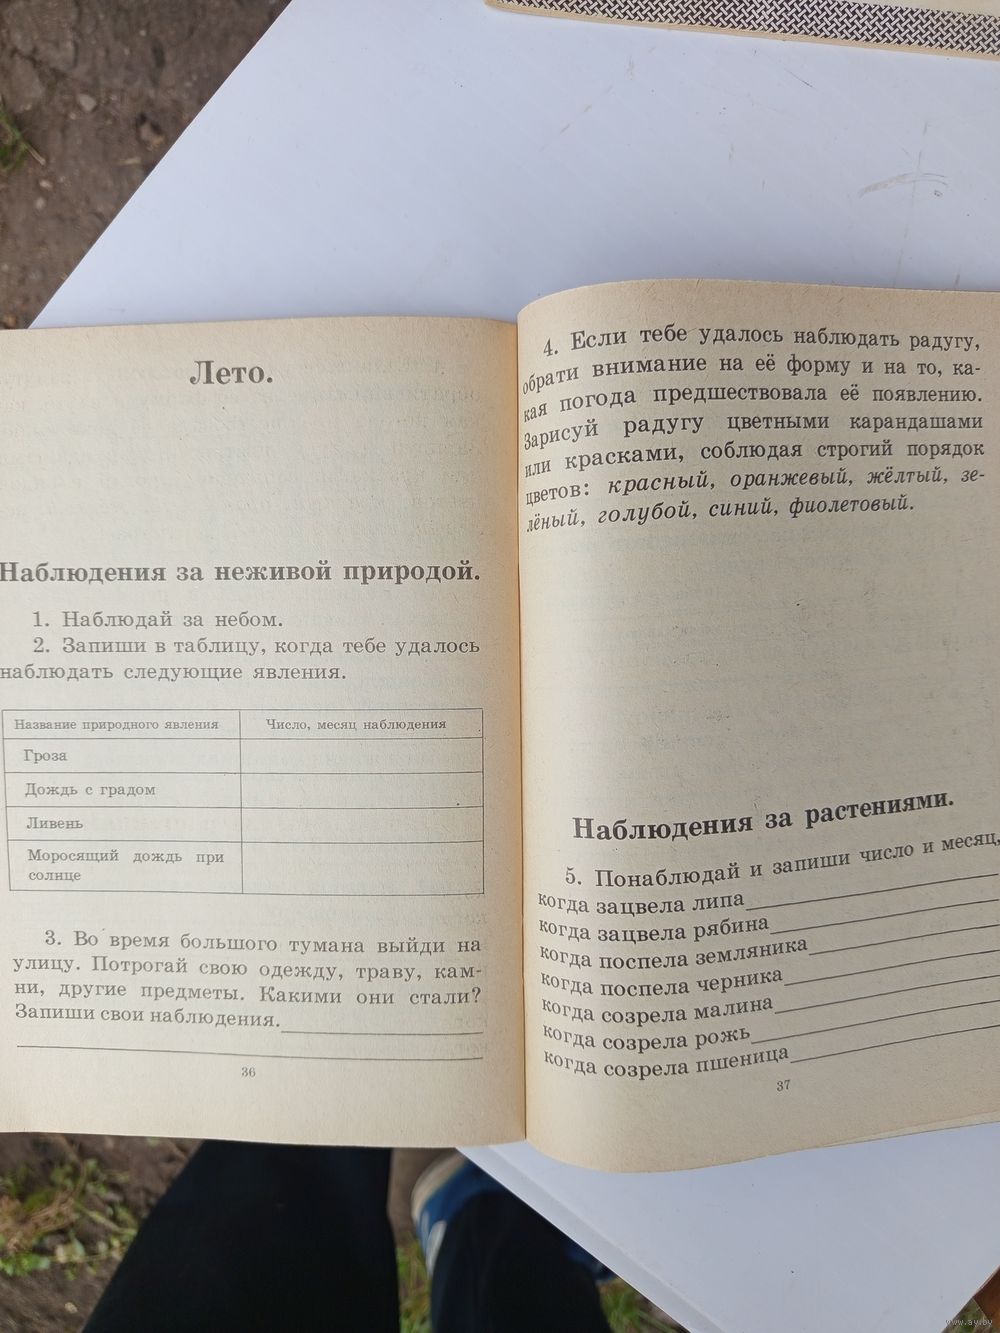 Лето.
Наблюдения за неживой природой.
1. Наблюдай за небом.
2. Запиши в таблицу, когда тебе удалось
наблюдать следующие явления.
Название природного явления
Число, месяц наблюдения
Гроза
Дождь с градом
Ливень
Моросящий дождь при
солнце
3. Во время большого тумана выйди на
улицу. Потрогай свою одежду, траву, кам-
ни, другие предметы. Какими они стали?
Запиши свои наблюдения.
36
4. Если тебе удалось наблюдать радугу,
обрати внимание на её форму и на то, ка-
кая погода предшествовала её появлению.
Зарисуй радугу цветными карандашами
или красками, соблюдая строгий порядок
цветов: красный, оранжевый, жёлтый, зе-
лёный, голубой, синий, фиолетовый.
Наблюдения за растениями.
5. Понаблюдай и запиши число и месяц,
когда зацвела липа
когда зацвела рябина
когда поспела земляника
когда поспела черника
когда созрела малина
когда созрела рожь
когда созрела пшеница
37
www.ay.by